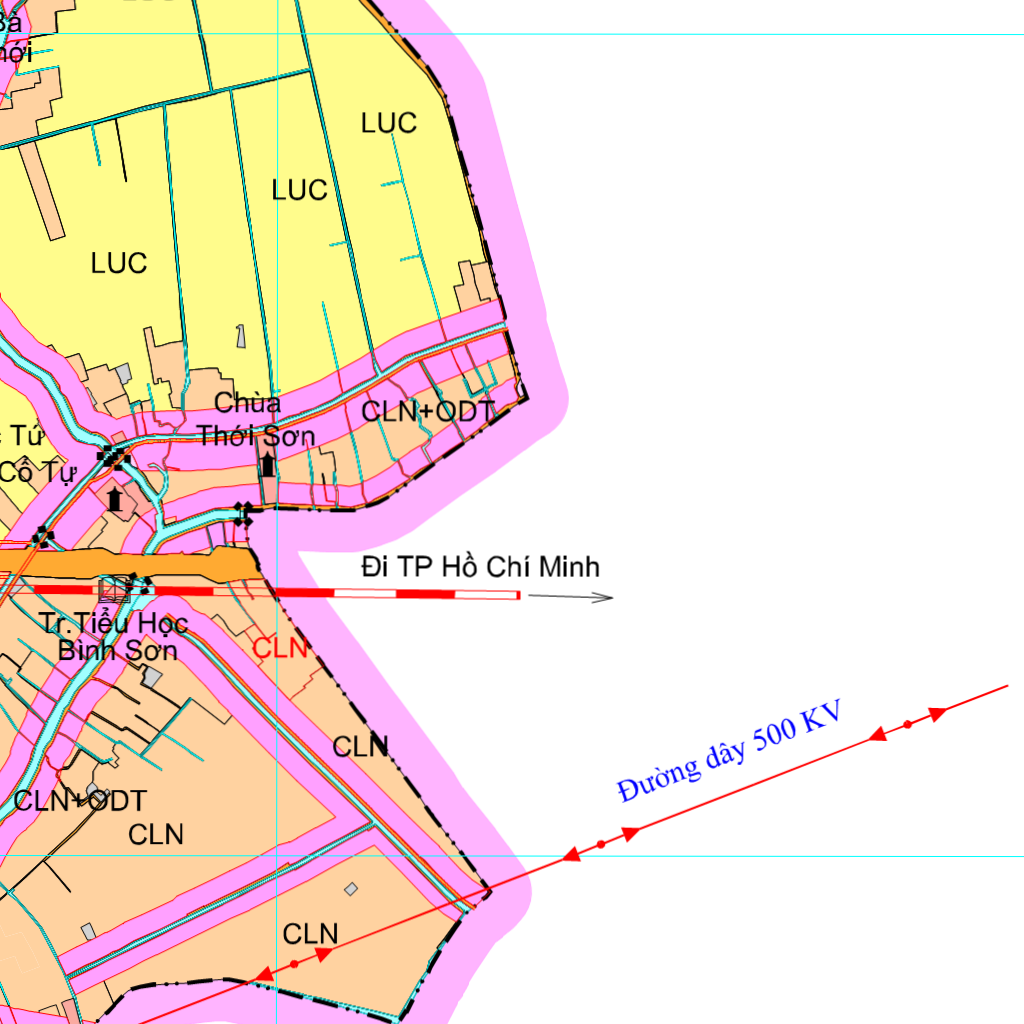 LUC
LUC
LUC
Chùa
Thới Sơn
CLN+ODT
Tứ
Cổ Tự
Đi TP Hồ Chí Minh
Tr.Tiểu Học
Bình Sơn
CLN
CLN
Đường dây 500 KV
CLN+ODT
CLN
CLN